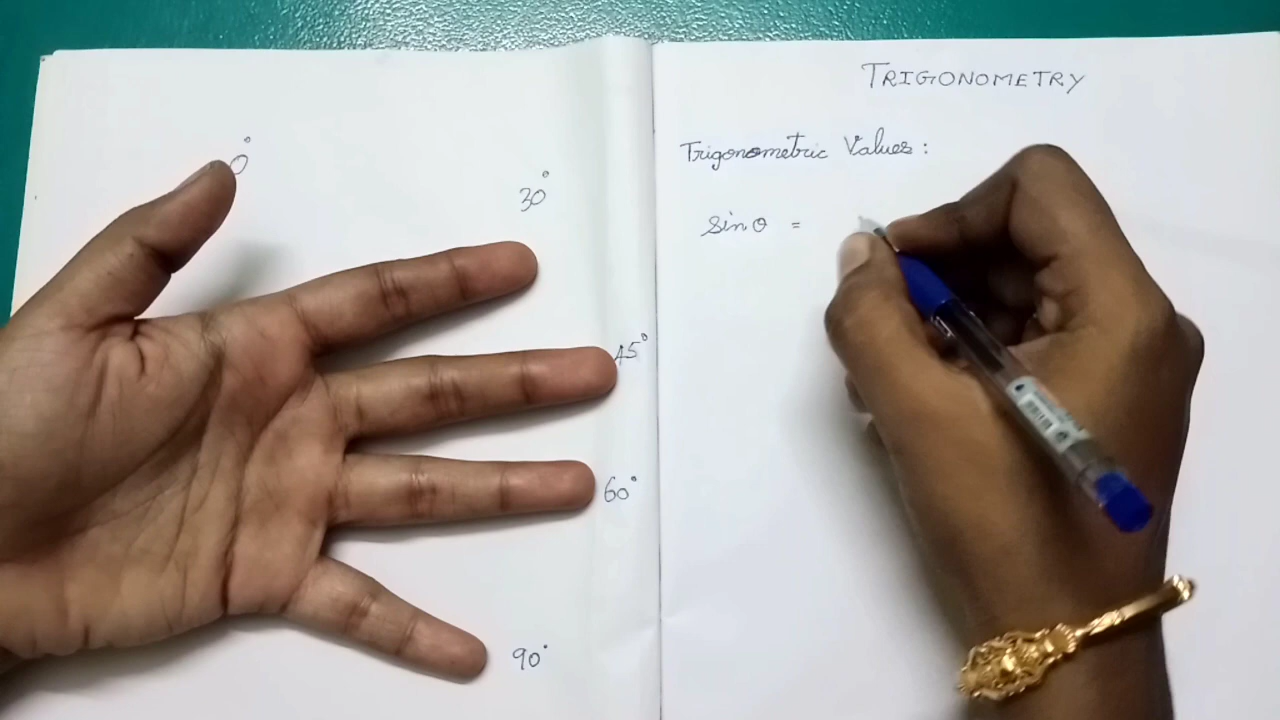 TRIGONOMETRY
Trigonometric Values :
sin θ =
0°
30°
45°
60°
90°